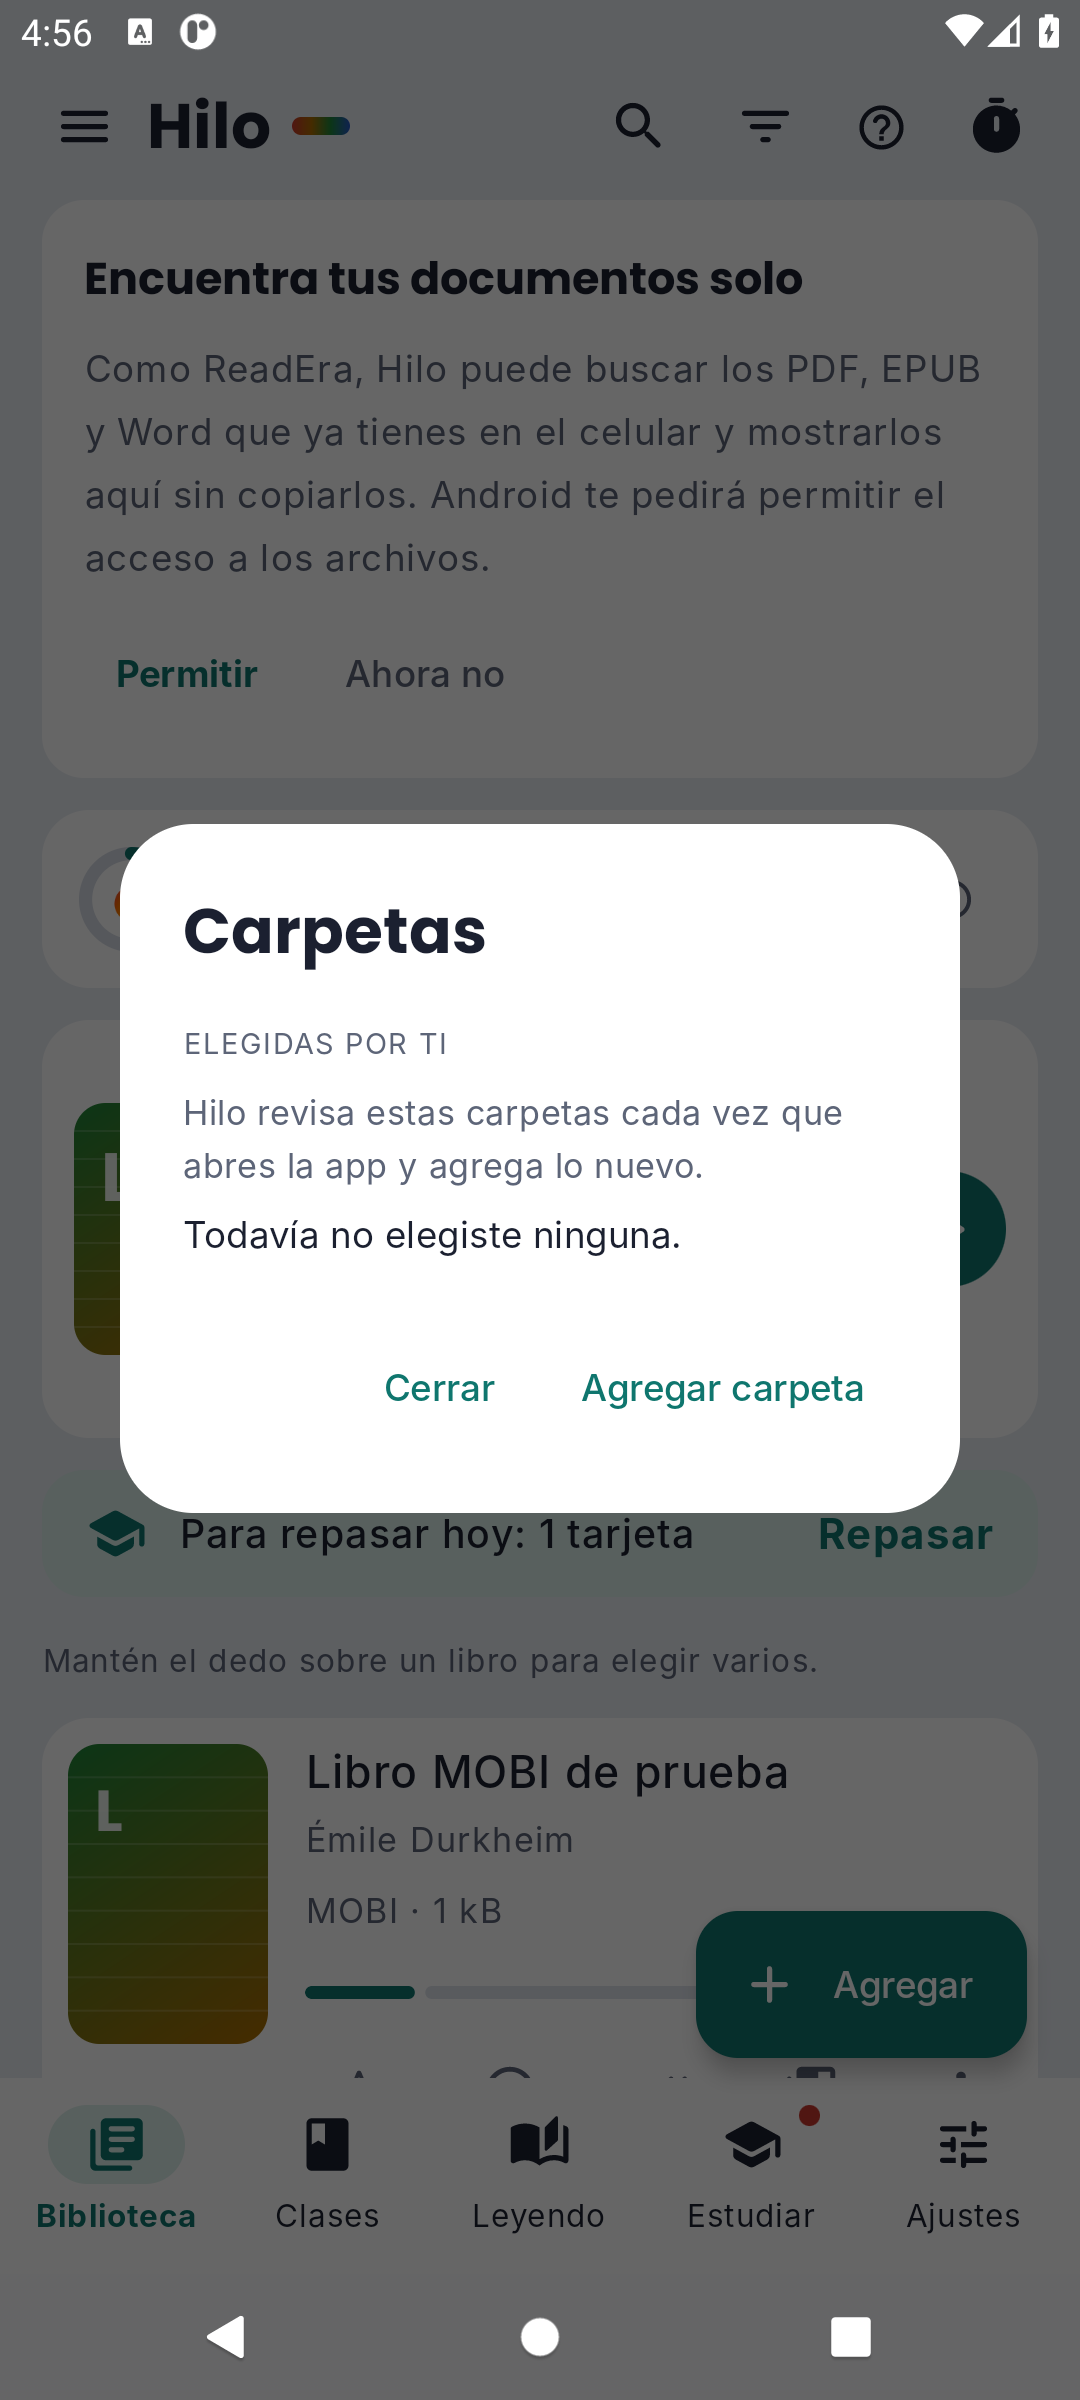 4:56
Hilo
Encuentra tus documentos solo
Como ReadEra, Hilo puede buscar los PDF, EPUB
y Word que ya tienes en el celular y mostrarlos
aquí sin copiarlos. Android te pedirá permitir el
acceso a los archivos.
Permitir Ahora no
Carpetas
ELEGIDAS POR TI
Hilo revisa estas carpetas cada vez que
abres la app y agrega lo nuevo.
Todavía no elegiste ninguna.
Cerrar Agregar carpeta
Para repasar hoy: 1 tarjeta Repasar
Mantén el dedo sobre un libro para elegir varios.
L
Libro MOBI de prueba
Émile Durkheim
MOBI · 1 kB
Agregar
Biblioteca Clases Leyendo Estudiar Ajustes